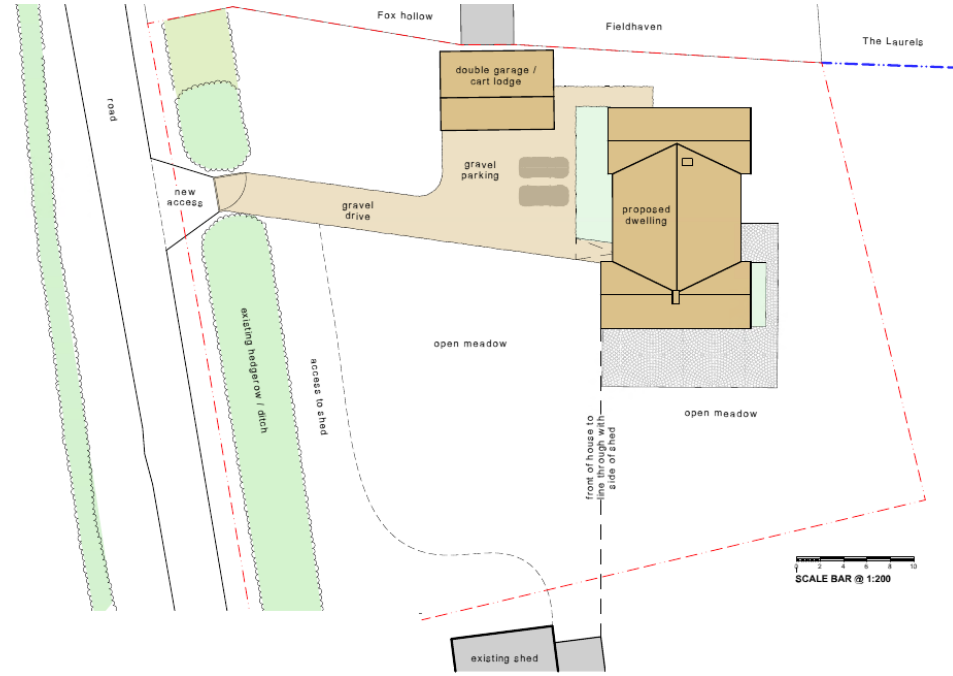 Fox hollow
Fieldhaven
The Laurels
road
double garage /
cart lodge
gravel
parking
new
access
gravel
drive
proposed
dwelling
existing hedgerow / ditch
access to shed
open meadow
open meadow
front of house to
line through with
side of shed
0 2 4 6 8 10
SCALE BAR @ 1:200
existing shed